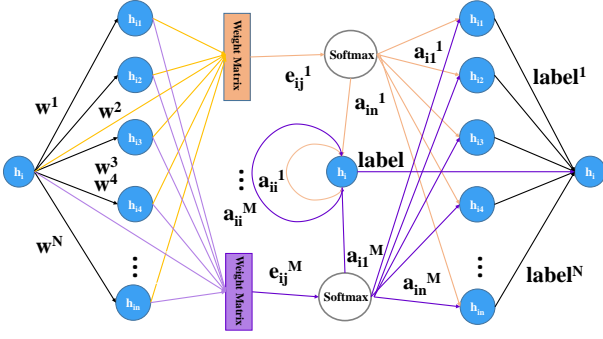 h_i1
h_i2
h_i3
h_i4
...
h_in
h_i
w^1
w^2
w^3
w^4
w^N
Weight Matrix
Weight Matrix
e_ij^1
e_ij^M
Softmax
Softmax
a_in^1
a_i1^1
a_ii^1
a_ii^M
...
h_i
label
a_i1^M
a_in^M
h_i1
h_i2
h_i3
h_i4
...
h_in
label^1
label^N
h_i